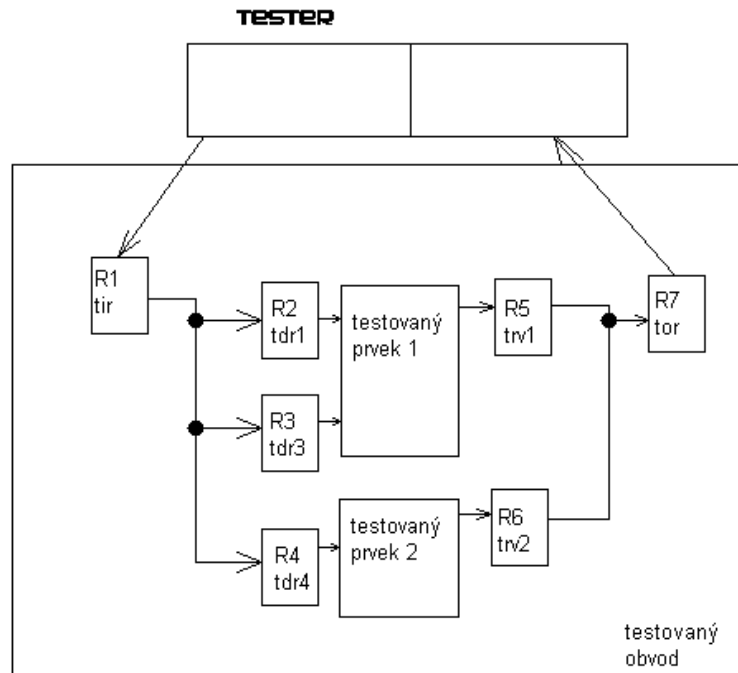 TESTER
R1
tir
R2
tdr1
testovaný
prvek 1
R5
trv1
R7
tor
R3
tdr3
testovaný
prvek 2
R6
trv2
R4
tdr4
testovaný
obvod